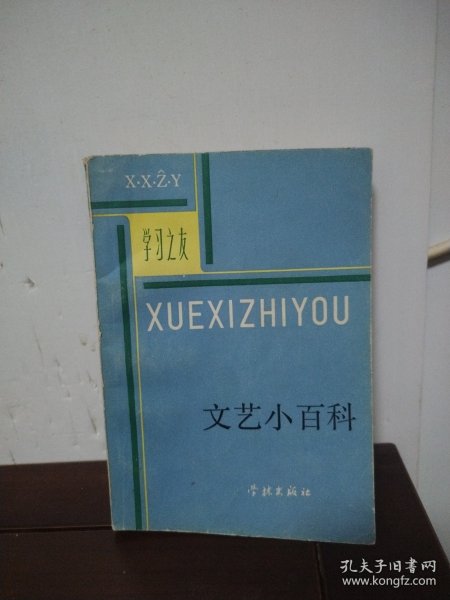 X·X·Ẑ·Y
学习之友
XUEXIZHIYOU
文艺小百科
学林出版社
孔夫子旧书网
www.kongfz.com